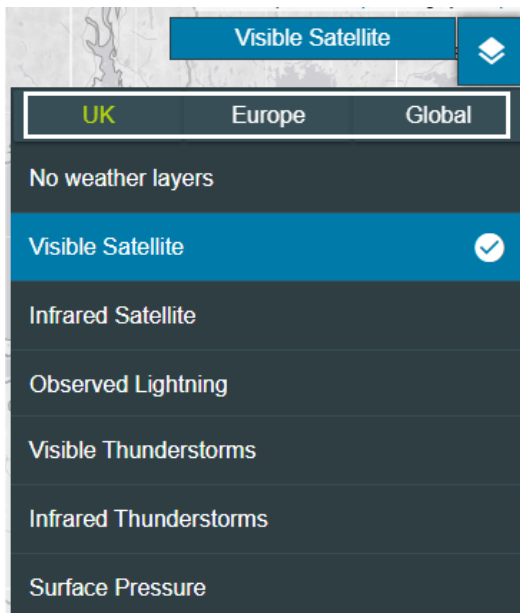 Visible Satellite
UK Europe Global
No weather layers
Visible Satellite
Infrared Satellite
Observed Lightning
Visible Thunderstorms
Infrared Thunderstorms
Surface Pressure